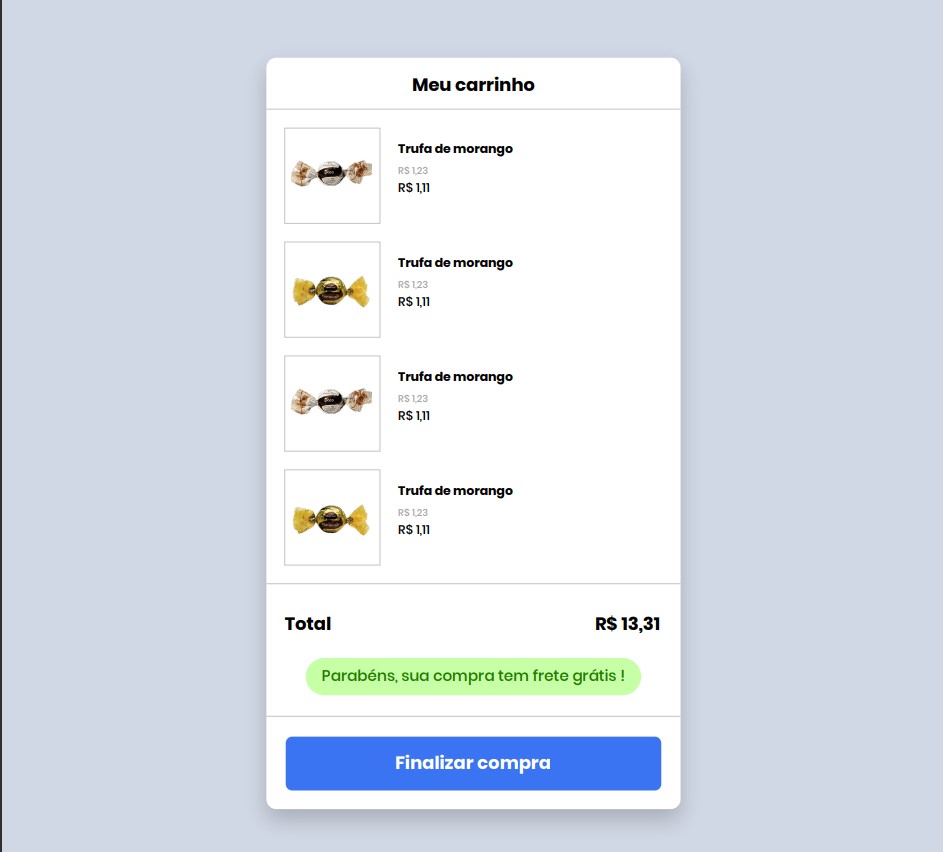 Meu carrinho
Trufa de morango
R$ 1,23
R$ 1,11
Trufa de morango
R$ 1,23
R$ 1,11
Trufa de morango
R$ 1,23
R$ 1,11
Trufa de morango
R$ 1,23
R$ 1,11
Total R$ 13,31
Parabéns, sua compra tem frete grátis !
Finalizar compra